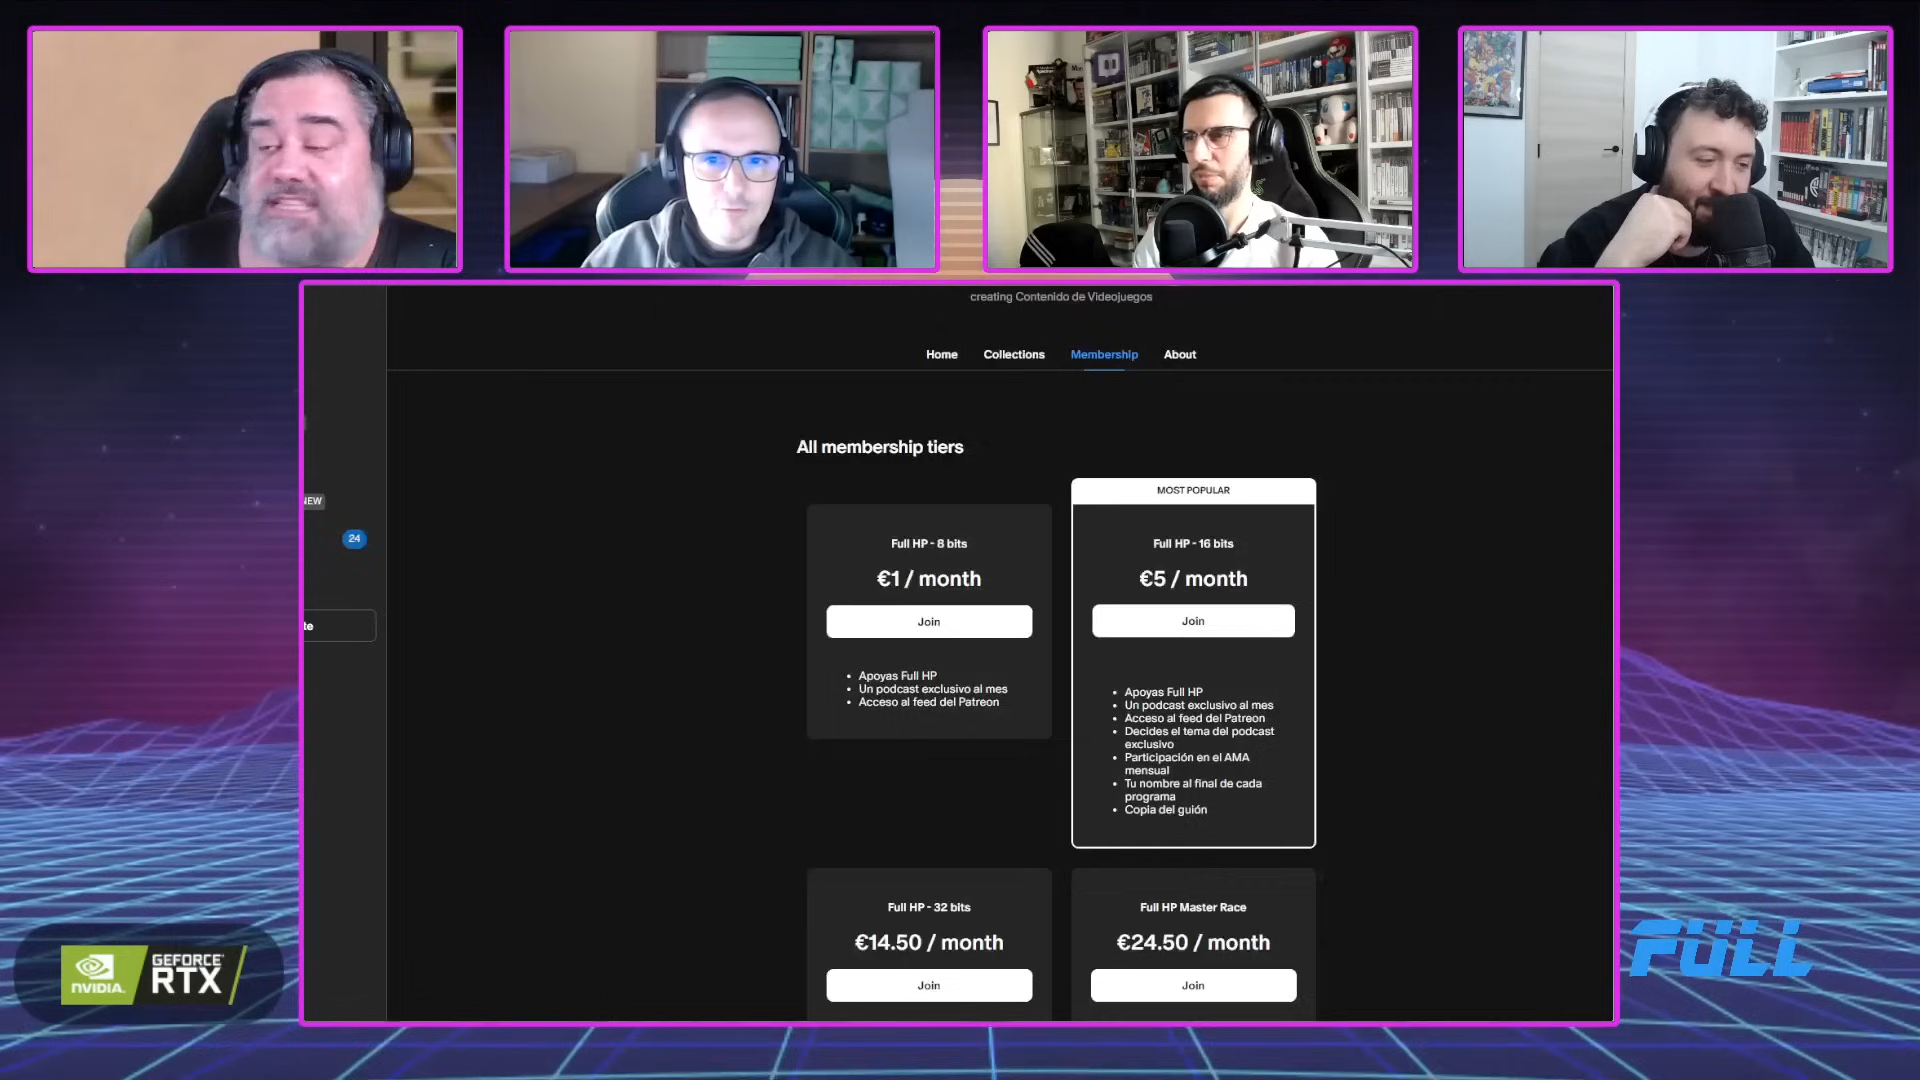 creating Contenido de Videojuegos
Home Collections Membership About
All membership tiers
NEW
24
te
Full HP - 8 bits
€1 / month
Join
• Apoyas Full HP
• Un podcast exclusivo al mes
• Acceso al feed del Patreon
MOST POPULAR
Full HP - 16 bits
€5 / month
Join
• Apoyas Full HP
• Un podcast exclusivo al mes
• Acceso al feed del Patreon
• Decides el tema del podcast
exclusivo
• Participación en el AMA
mensual
• Tu nombre al final de cada
programa
• Copia del guión
Full HP - 32 bits
€14.50 / month
Join
Full HP Master Race
€24.50 / month
Join
NVIDIA.
GEFORCE
RTX
FULL